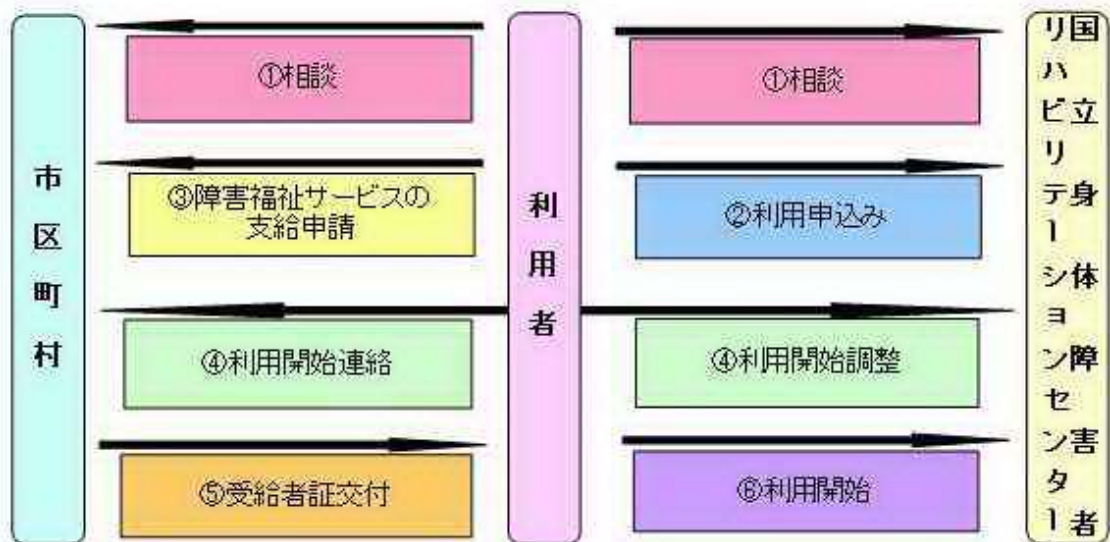 市区町村
①相談
③障害福祉サービスの
支給申請
④利用開始連絡
⑤受給者証交付
利用者
①相談
②利用申込み
④利用開始調整
⑥利用開始
国立身体障害者
リハビリテーションセンター